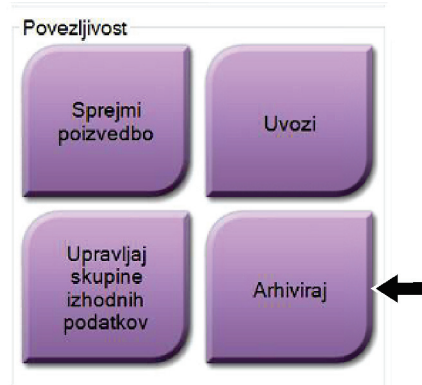 Povezljivost
Sprejmi
poizvedbo
Uvozi
Upravljaj
skupine
izhodnih
podatkov
Arhiviraj